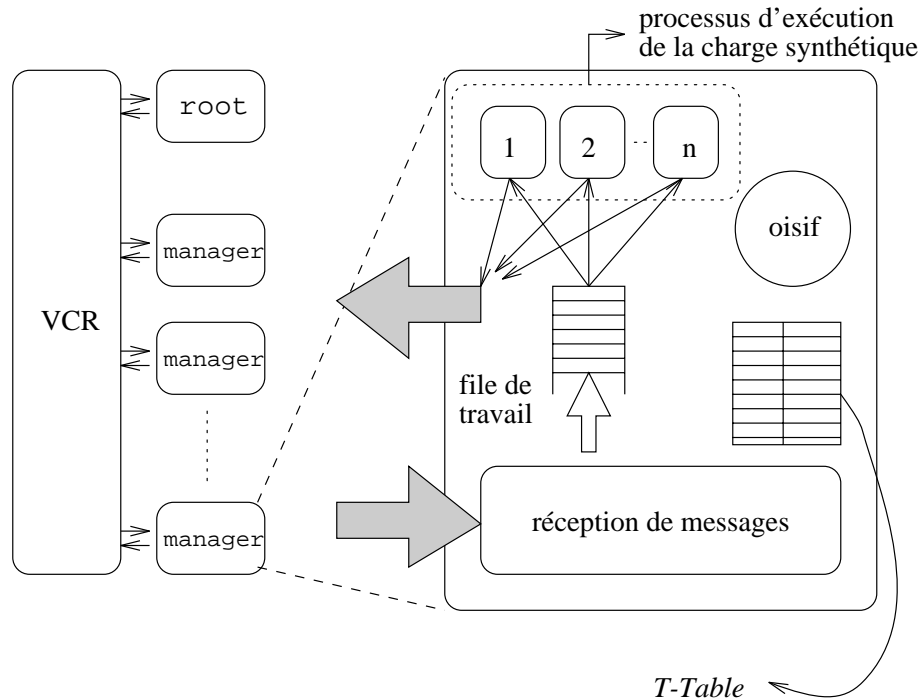 processus d'exécution
de la charge synthétique
root
1
2
n
oisif
manager
VCR
manager
file de
travail
manager
réception de messages
T-Table